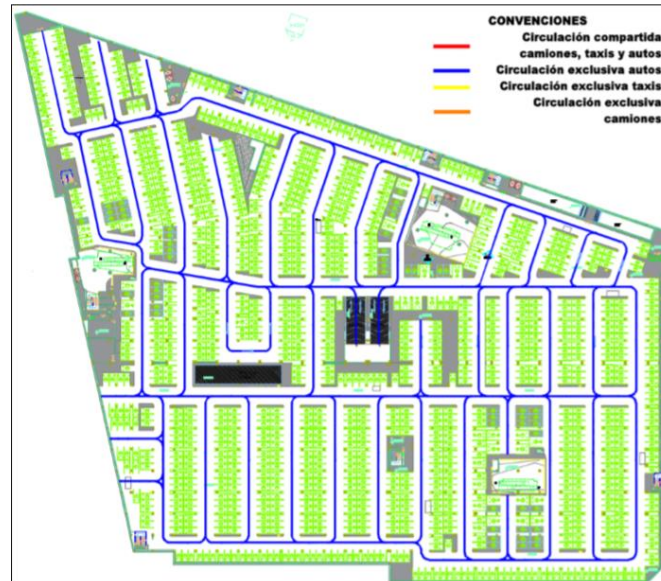 CONVENCIONES
Circulación compartida
camiones, taxis y autos
Circulación exclusiva autos
Circulación exclusiva taxis
Circulación exclusiva
camiones